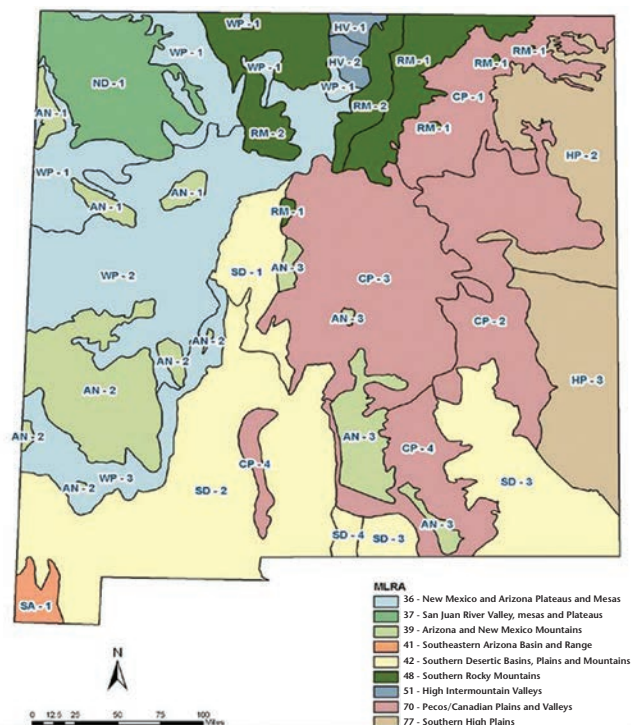 WP - 1
HV - 1
WP - 1
ND - 1
WP - 1
HV - 2
RM - 1
RM - 1
RM - 1
WP - 1
CP - 1
AN - 1
RM - 2
RM - 1
RM - 2
HP - 2
WP - 1
AN - 1
AN - 1
RM - 1
SD - 1
AN - 3
WP - 2
CP - 3
AN - 3
CP - 2
AN - 2
AN - 2
HP - 3
AN - 2
AN - 2
AN - 3
CP - 4
CP - 4
WP - 3
AN - 2
SD - 2
SD - 3
AN - 3
SD - 4
SD - 3
SA - 1
MLRA
36 - New Mexico and Arizona Plateaus and Mesas
37 - San Juan River Valley, mesas and Plateaus
39 - Arizona and New Mexico Mountains
41 - Southeastern Arizona Basin and Range
42 - Southern Desertic Basins, Plains and Mountains
48 - Southern Rocky Mountains
51 - High Intermountain Valleys
70 - Pecos/Canadian Plains and Valleys
77 - Southern High Plains
N
0 12.5 25 50 75 100
Miles